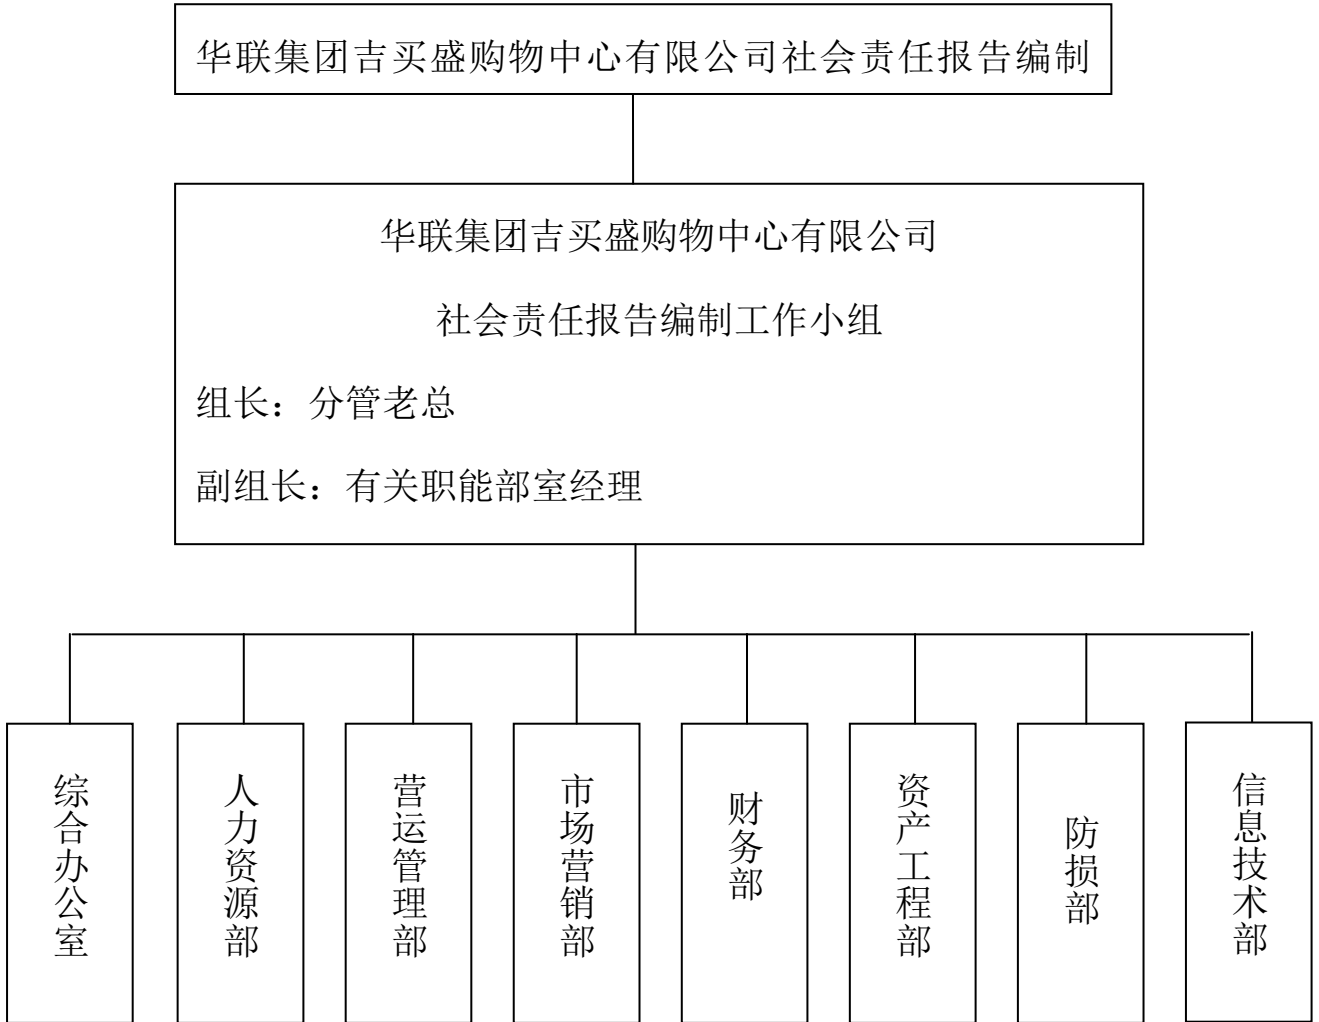 华联集团吉买盛购物中心有限公司社会责任报告编制
华联集团吉买盛购物中心有限公司
社会责任报告编制工作小组
组长：分管老总
副组长：有关职能部室经理
综合办公室
人力资源部
营运管理部
市场营销部
财务部
资产工程部
防损部
信息技术部